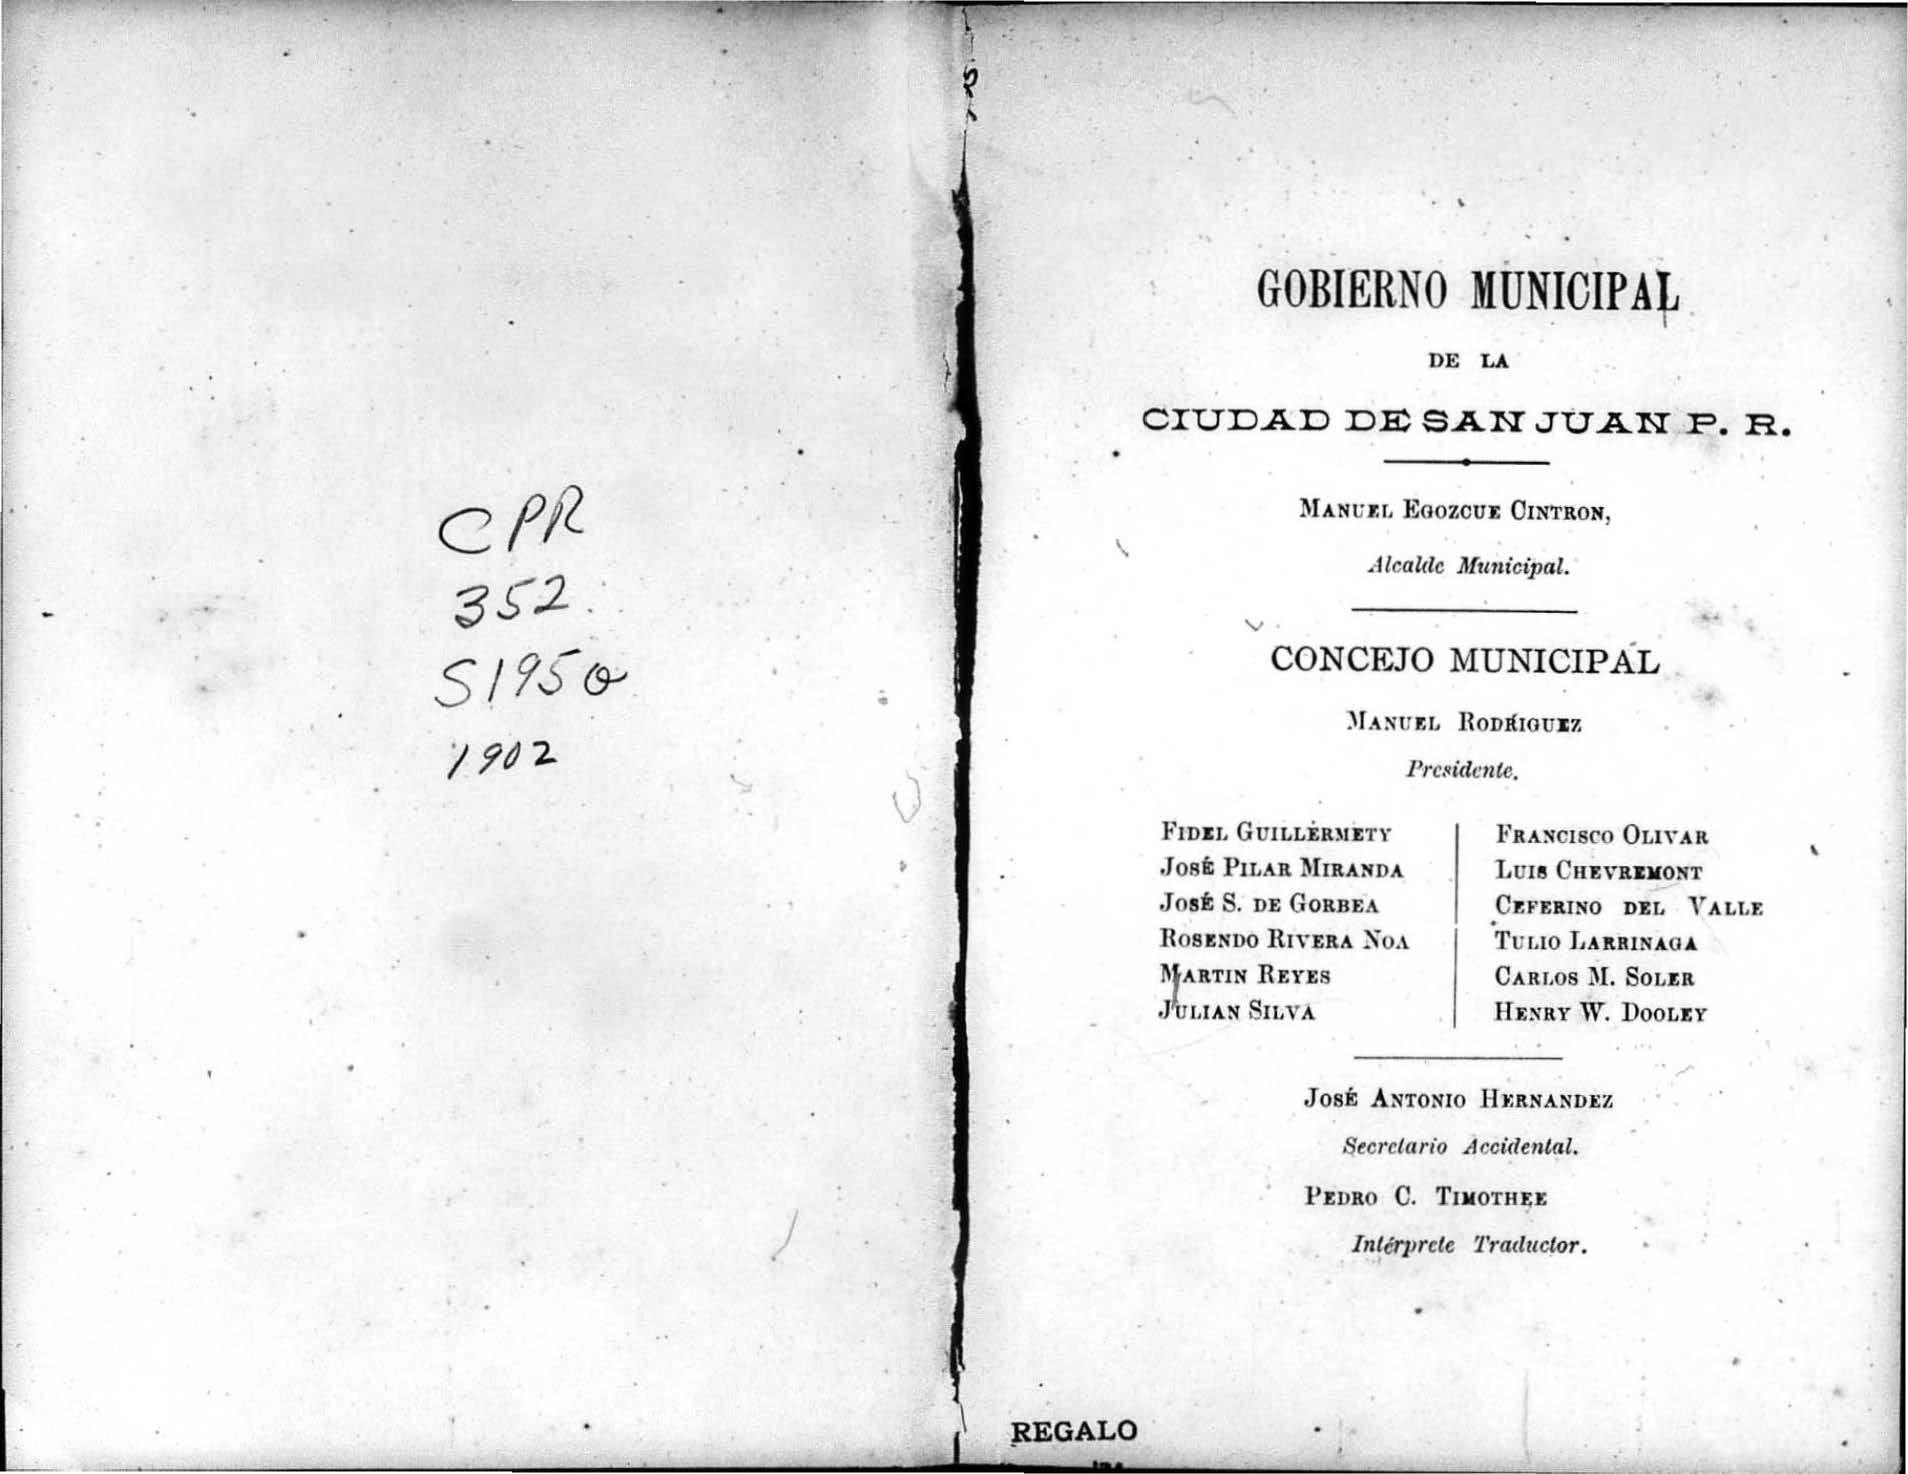 CPR
352.
S195o
1902
GOBIERNO MUNICIPAL
DE LA
CIUDAD DE SAN JUAN P. R.
MANUEL EGOZCUE CINTRON,
Alcalde Municipal.
CONCEJO MUNICIPAL
MANUEL RODRIGUEZ
Presidente.
FIDEL GUILLERMETY
JOSÉ PILAR MIRANDA
JOSÉ S. DE GORBEA
ROSENDO RIVERA NOA
MARTIN REYES
JULIAN SILVA
FRANCISCO OLIVAR
LUIS CHEVREMONT
CEFERINO DEL VALLE
TULIO LARRINAGA
CARLOS M. SOLER
HENRY W. DOOLEY
JOSÉ ANTONIO HERNANDEZ
Secretario Accidental.
PEDRO C. TIMOTHEE
Intérprete Traductor.
REGALO